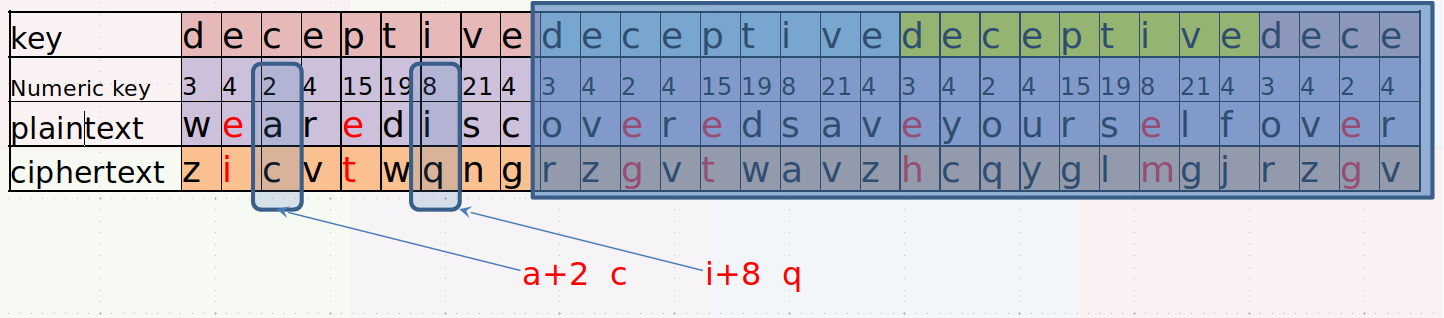 key d e c e p t i v e d e c e p t i v e d e c e p t i v e d e c e
Numeric key 3 4 2 4 15 19 8 21 4 3 4 2 4 15 19 8 21 4 3 4 2 4 15 19 8 21 4 3 4 2 4
plaintext w e a r e d i s c o v e r e d s a v e y o u r s e l f o v e r
ciphertext z i c v t w q n g r z g v t w a v z h c q y g l m g j r z g v
a+2 c i+8 q